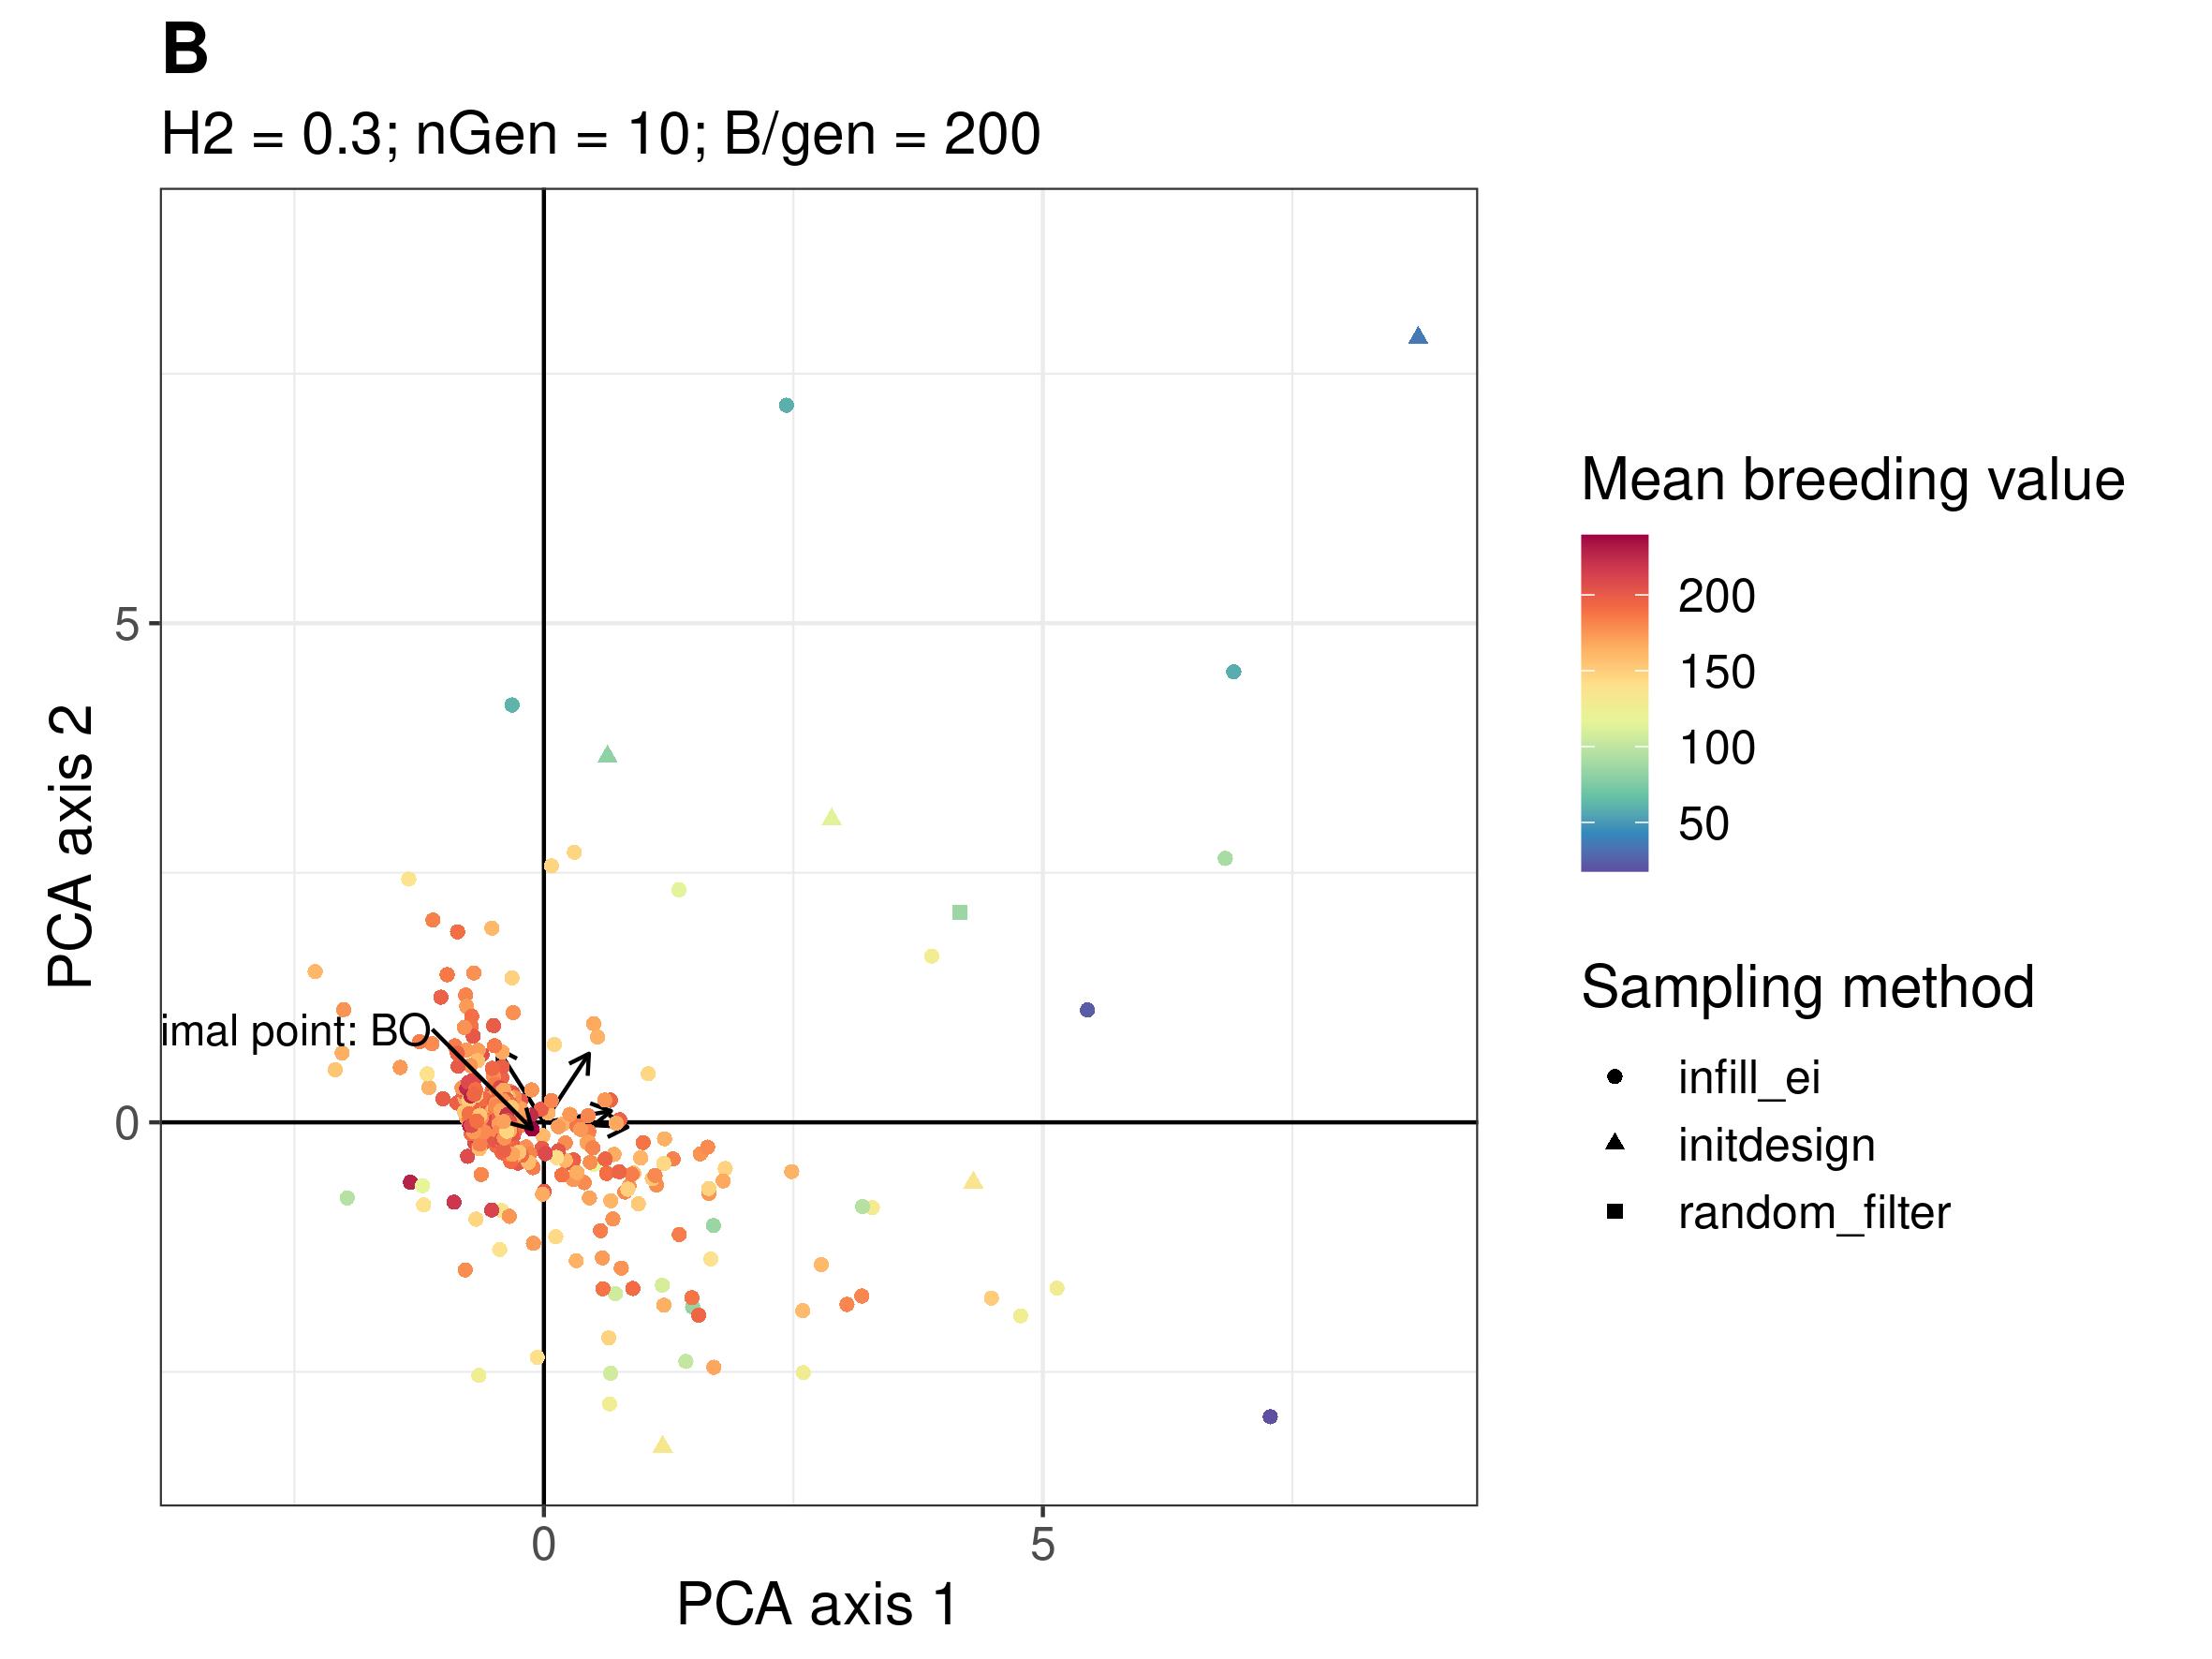 B
H2 = 0.3; nGen = 10; B/gen = 200
5
0
imal point: BO
0
5
PCA axis 1
PCA axis 2
Mean breeding value
200
150
100
50
Sampling method
infill_ei
initdesign
random_filter